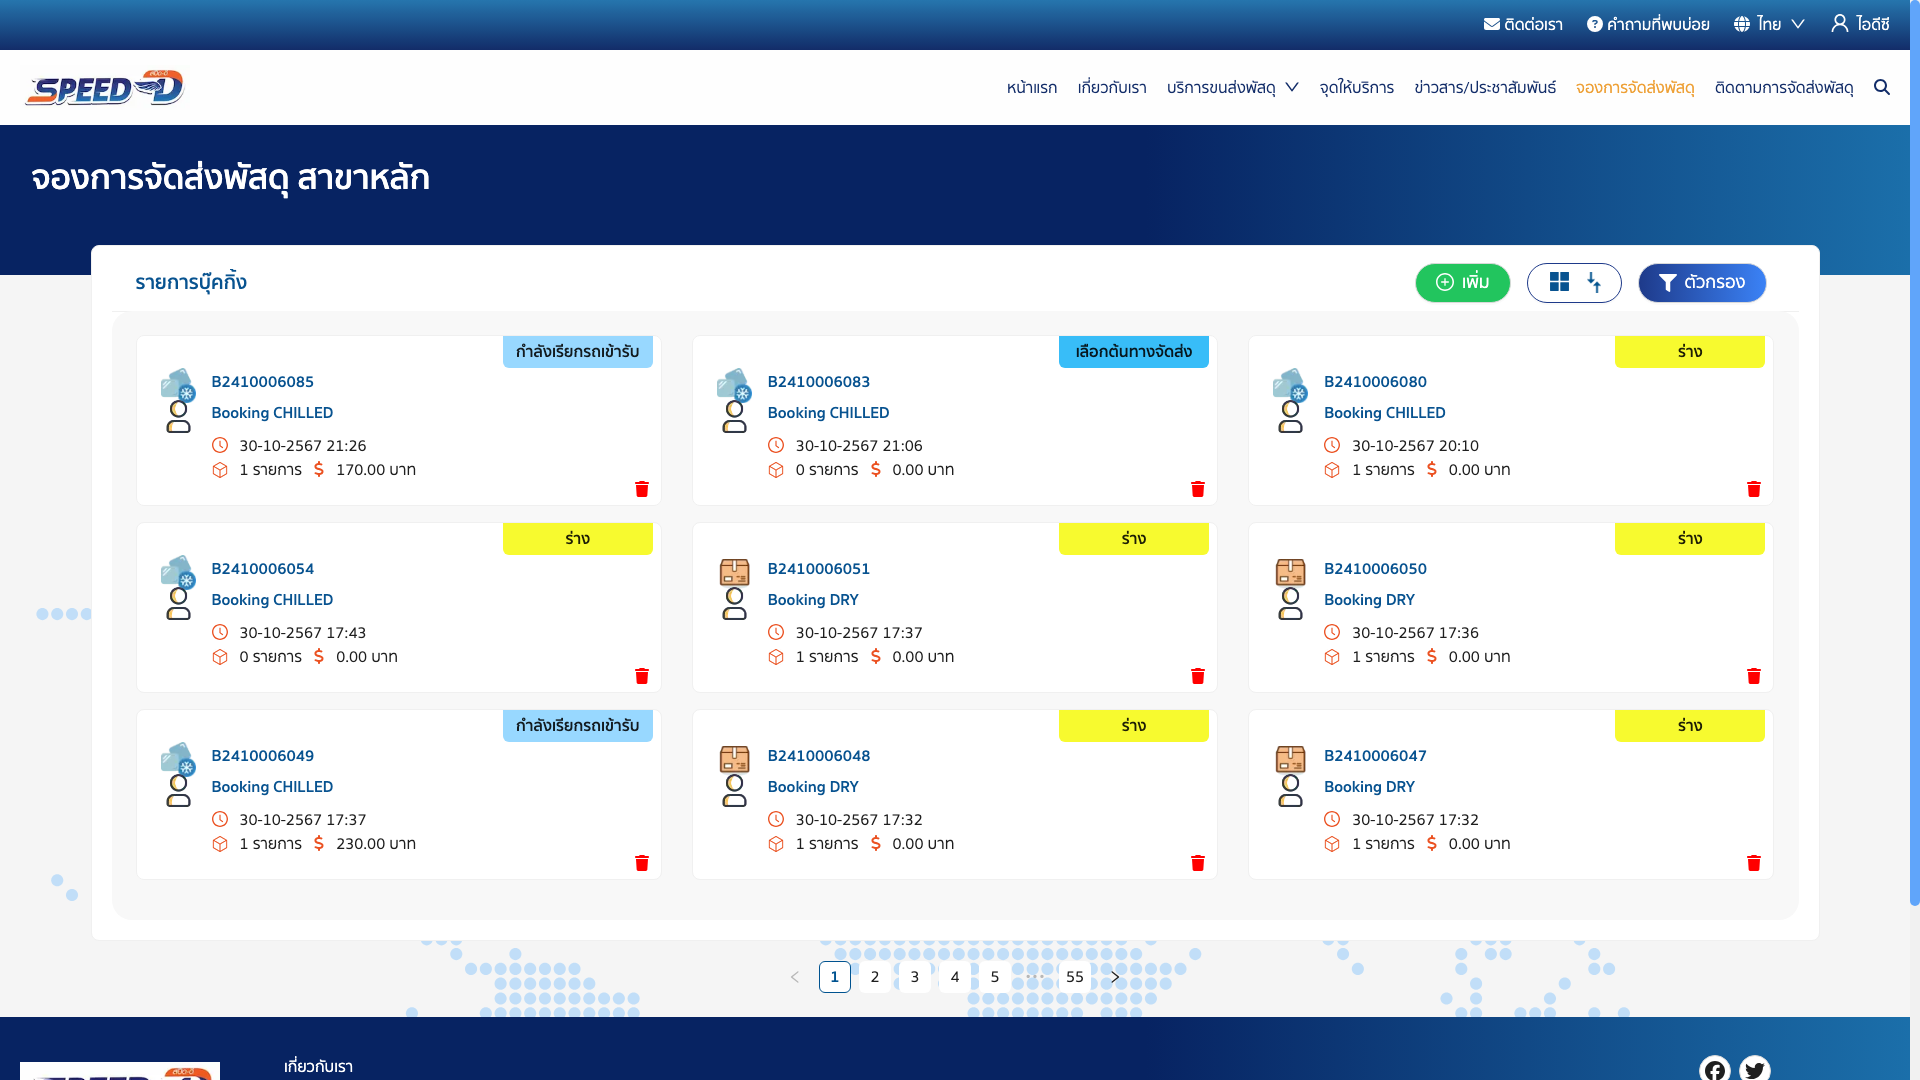 ติดต่อเรา
คำถามที่พบบ่อย
ไทย
ไอดีซี
สปีด-ดี
SPEED-D
หน้าแรก
เกี่ยวกับเรา
บริการขนส่งพัสดุ
จุดให้บริการ
ข่าวสาร/ประชาสัมพันธ์
จองการจัดส่งพัสดุ
ติดตามการจัดส่งพัสดุ
จองการจัดส่งพัสดุ สาขาหลัก
รายการบุ๊คกิ้ง
เพิ่ม
ตัวกรอง
กำลังเรียกรถเข้ารับ
B2410006085
Booking CHILLED
30-10-2567 21:26
1 รายการ $ 170.00 บาท
เลือกต้นทางจัดส่ง
B2410006083
Booking CHILLED
30-10-2567 21:06
0 รายการ $ 0.00 บาท
ร่าง
B2410006080
Booking CHILLED
30-10-2567 20:10
1 รายการ $ 0.00 บาท
ร่าง
B2410006054
Booking CHILLED
30-10-2567 17:43
0 รายการ $ 0.00 บาท
ร่าง
B2410006051
Booking DRY
30-10-2567 17:37
1 รายการ $ 0.00 บาท
ร่าง
B2410006050
Booking DRY
30-10-2567 17:36
1 รายการ $ 0.00 บาท
กำลังเรียกรถเข้ารับ
B2410006049
Booking CHILLED
30-10-2567 17:37
1 รายการ $ 230.00 บาท
ร่าง
B2410006048
Booking DRY
30-10-2567 17:32
1 รายการ $ 0.00 บาท
ร่าง
B2410006047
Booking DRY
30-10-2567 17:32
1 รายการ $ 0.00 บาท
1 2 3 4 5 ••• 55
สปีด-ดี
SPEED-D
เกี่ยวกับเรา